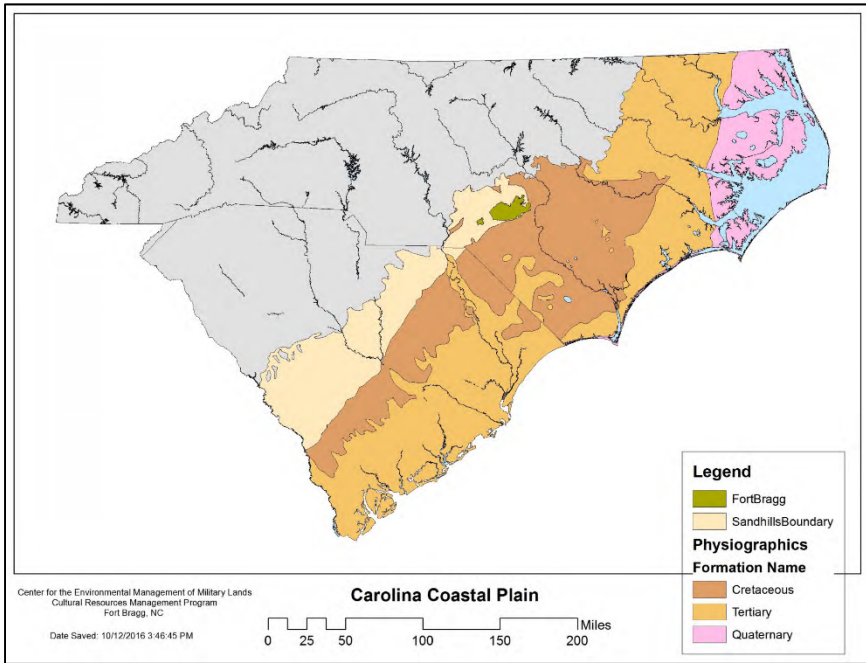 Legend
FortBragg
SandhillsBoundary
Physiographics
Formation Name
Cretaceous
Tertiary
Quaternary
Center for the Environmental Management of Military Lands
Cultural Resources Management Program
Fort Bragg, NC
Date Saved: 10/12/2016 3:46:45 PM
Carolina Coastal Plain
Miles
0 25 50 100 150 200